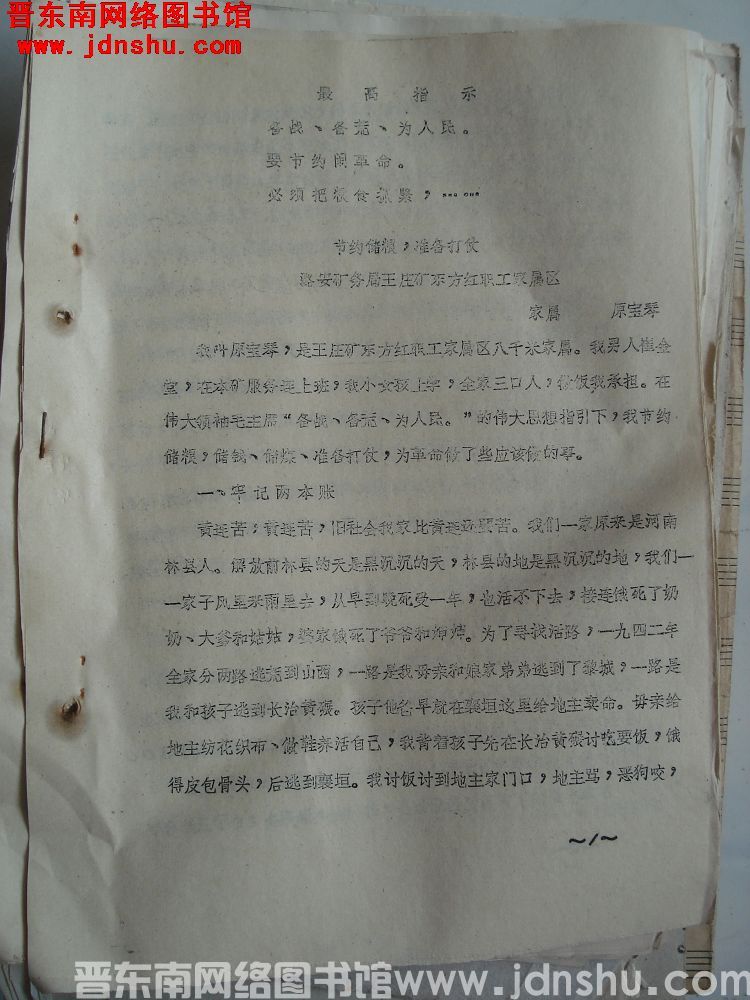 晋东南网络图书馆
www.jdnshu.com
最高指示
备战、备荒、为人民。
要节约闹革命。
必须把粮食抓紧，……
节约储粮，准备打仗
潞安矿务局王庄矿东方红职工家属区
家属 原宝琴
我叫原宝琴，是王庄矿东方红职工家属区八千米家属。我男人崔金
堂，在本矿服务连上班，我小女孩上学，全家三口人，做饭我承担。在
伟大领袖毛主席“备战、备荒、为人民。”的伟大思想指引下，我节约
储粮，储钱、储煤、准备打仗，为革命做了些应该做的事。
一、牢记两本账
黄连苦，黄连苦，旧社会我家比黄连还要苦。我们一家原来是河南
林县人。解放前林县的天是黑沉沉的天，林县的地是黑沉沉的地，我们一
一家子风里来雨里去，从早到晚死受一年，也活不下去，接连饿死了奶
奶、大爹和姑姑，婆家饿死了爷爷和婶婶。为了寻找活路，一九四二年
全家分两路逃荒到山西，一路是我母亲和娘家弟弟逃到了黎城，一路是
我和孩子逃到长治黄碾。孩子他爸早就在襄垣这里给地主卖命。母亲给
地主纺花织布、做鞋养活自己，我背着孩子先在长治黄碾讨吃要饭，饿
得皮包骨头，后逃到襄垣。我讨饭讨到地主家门口，地主骂，恶狗咬，
～1～
晋东南网络图书馆www.jdnshu.com